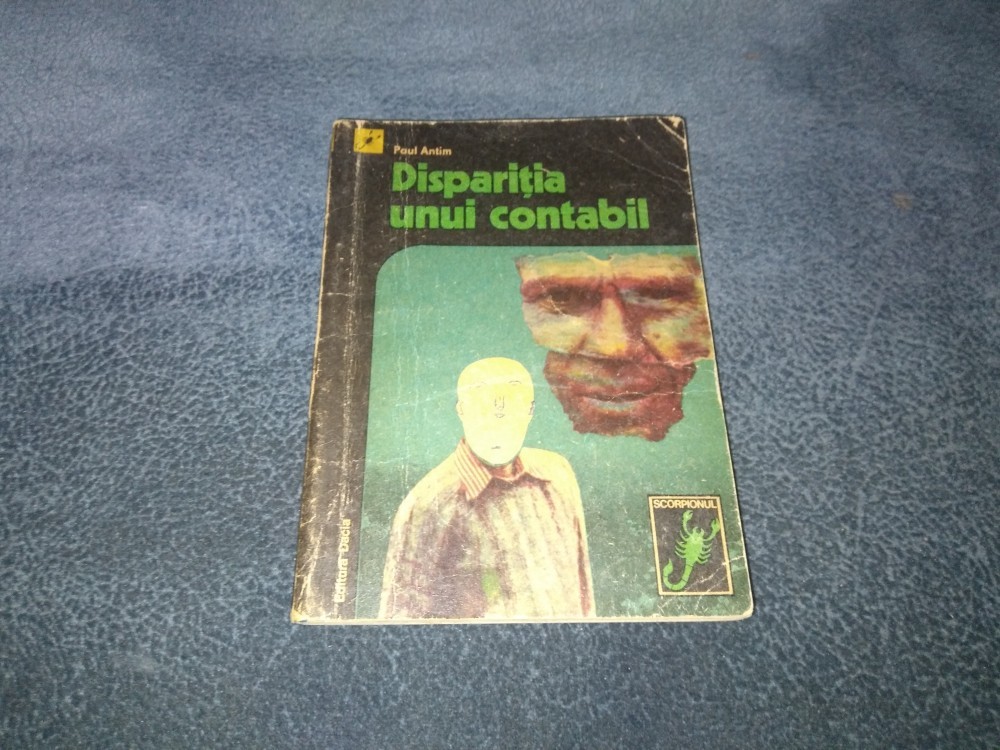 Paul Antim
Dispariția
unui contabil
Editura Dacia
SCORPIONUL